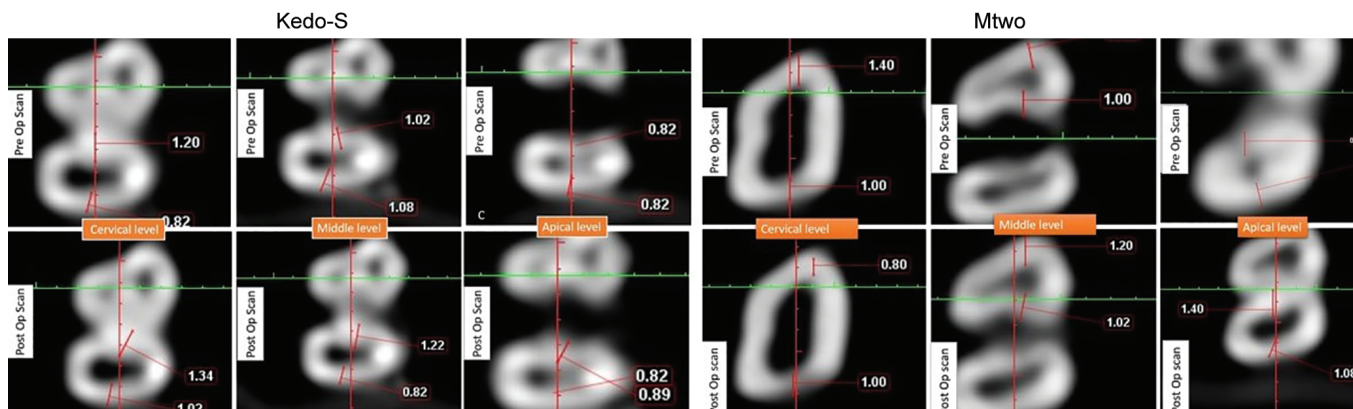 Kedo-S
Mtwo
Pre Op Scan
1.20
0.82
Pre Op Scan
1.02
1.08
Pre Op Scan
0.82
0.82
C
Pre Op Scan
1.40
1.00
Pre Op Scan
1.00
Pre Op Scan
Cervical level
Middle level
Apical level
Cervical level
Middle level
Apical level
Post Op Scan
1.34
Post Op Scan
1.22
0.82
Post Op Scan
0.82
0.89
Post Op scan
0.80
1.00
Post Op scan
1.20
1.02
Post Op scan
1.40
1.08